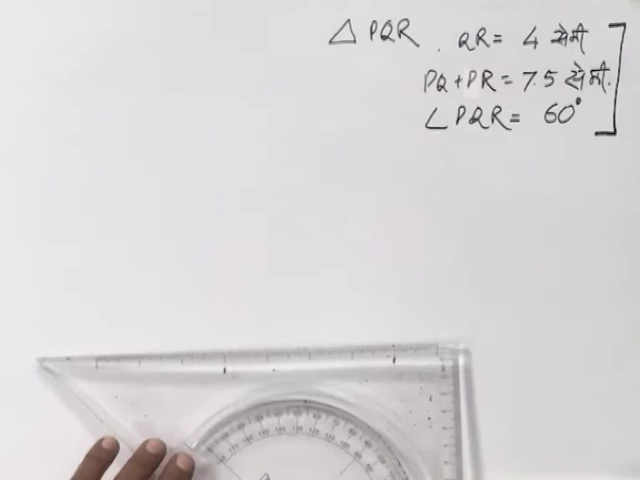 △ PQR . QR = 4 सेमी
PQ + PR = 7.5 सेमी.
∠PQR = 60°